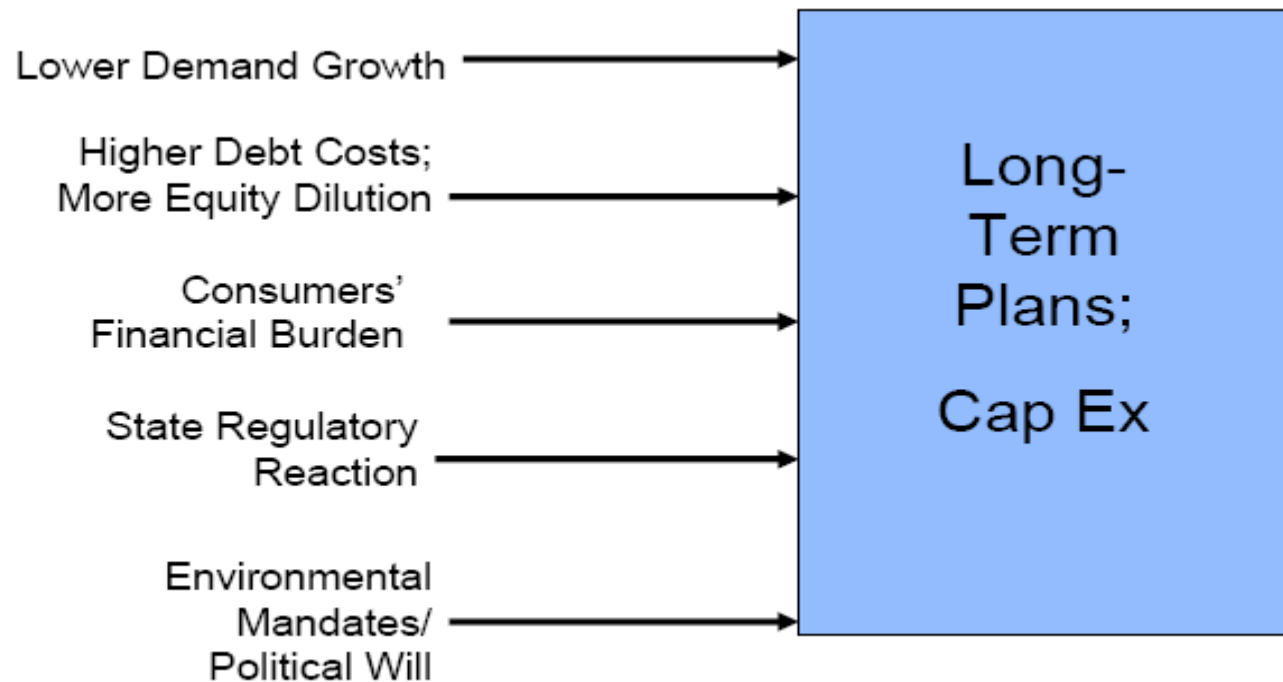 Lower Demand Growth
Higher Debt Costs;
More Equity Dilution
Consumers’
Financial Burden
State Regulatory
Reaction
Environmental
Mandates/
Political Will
Long-
Term
Plans;
Cap Ex